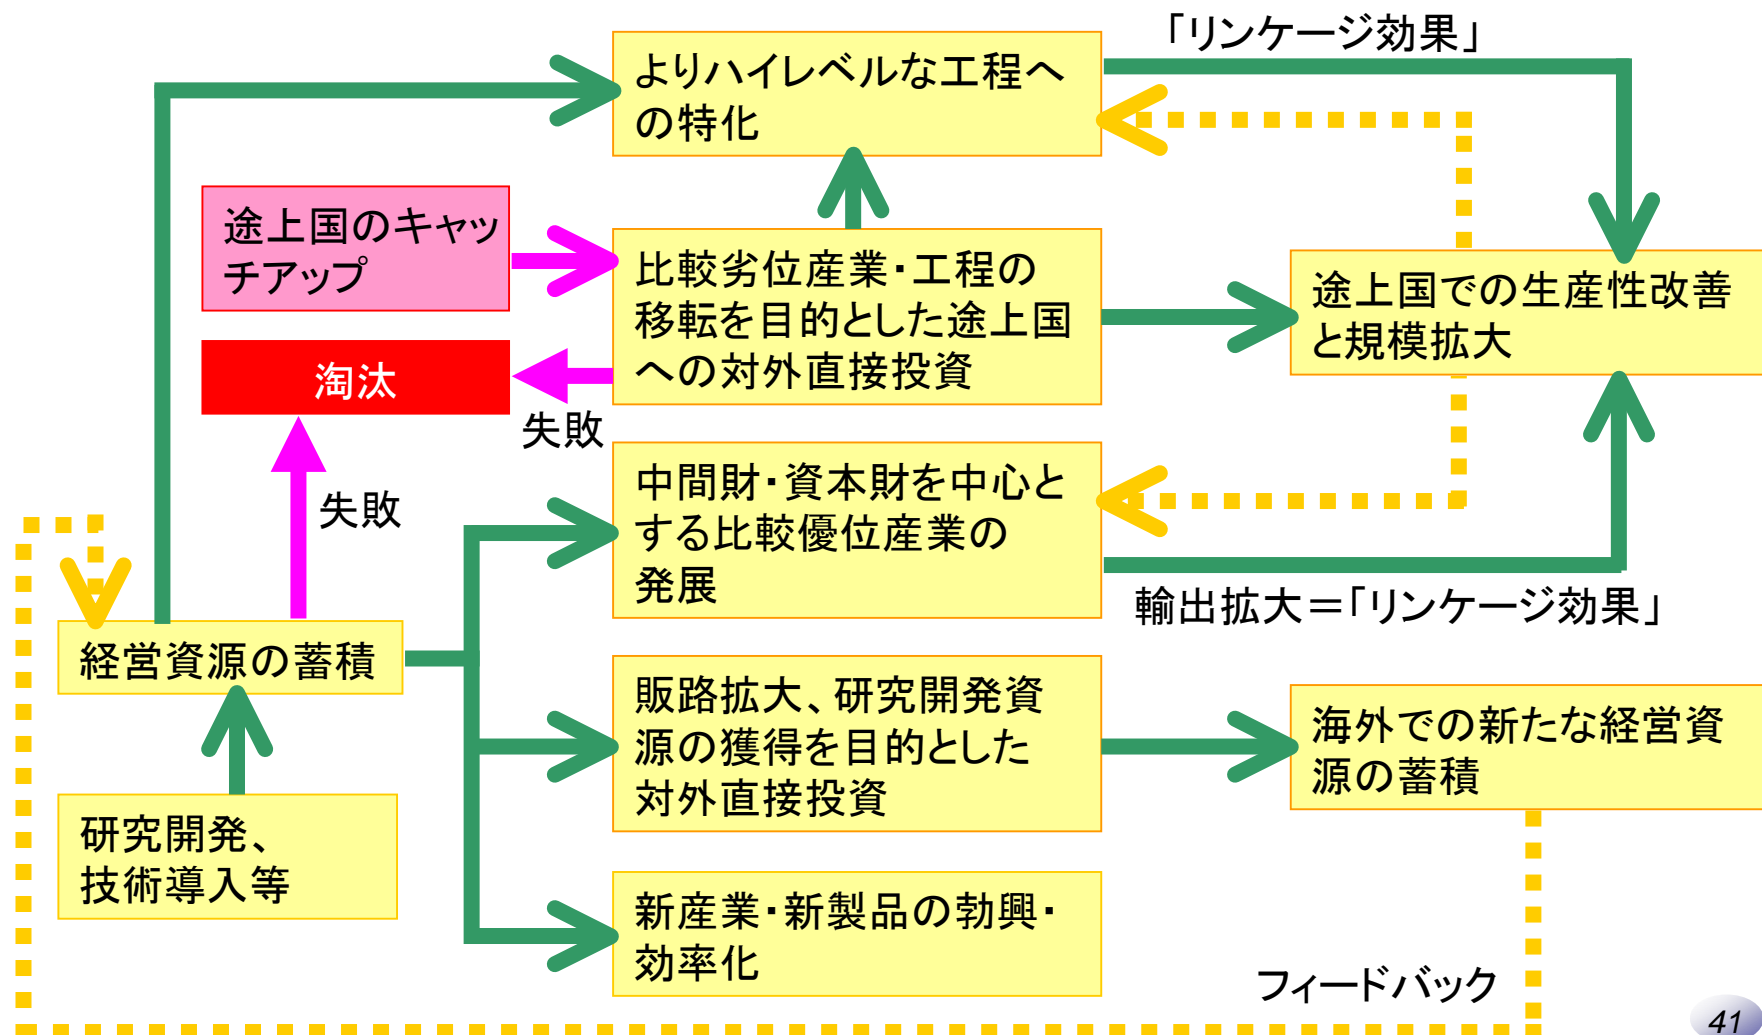 「リンケージ効果」
よりハイレベルな工程へ
の特化
途上国のキャッ
チアップ
比較劣位産業・工程の
移転を目的とした途上国
への対外直接投資
途上国での生産性改善
と規模拡大
淘汰
失敗
失敗
中間財・資本財を中心と
する比較優位産業の
発展
輸出拡大＝「リンケージ効果」
経営資源の蓄積
販路拡大、研究開発資
源の獲得を目的とした
対外直接投資
海外での新たな経営資
源の蓄積
研究開発、
技術導入等
新産業・新製品の勃興・
効率化
フィードバック
41